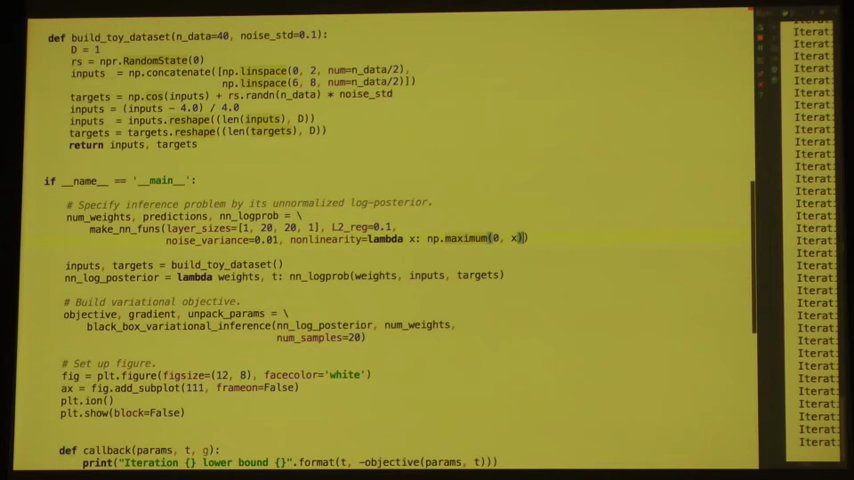 def build_toy_dataset(n_data=40, noise_std=0.1):
D = 1
rs = npr.RandomState(0)
inputs = np.concatenate([np.linspace(0, 2, num=n_data/2),
np.linspace(6, 8, num=n_data/2)])
targets = np.cos(inputs) + rs.randn(n_data) * noise_std
inputs = (inputs - 4.0) / 4.0
inputs = inputs.reshape((len(inputs), D))
targets = targets.reshape((len(targets), D))
return inputs, targets
if __name__ == '__main__':
# Specify inference problem by its unnormalized log-posterior.
num_weights, predictions, nn_logprob = \
make_nn_funs(layer_sizes=[1, 20, 20, 1], L2_reg=0.1,
noise_variance=0.01, nonlinearity=lambda x: np.maximum(0, x))
inputs, targets = build_toy_dataset()
nn_log_posterior = lambda weights, t: nn_logprob(weights, inputs, targets)
# Build variational objective.
objective, gradient, unpack_params = \
black_box_variational_inference(nn_log_posterior, num_weights,
num_samples=20)
# Set up figure.
fig = plt.figure(figsize=(12, 8), facecolor='white')
ax = fig.add_subplot(111, frameon=False)
plt.ion()
plt.show(block=False)
def callback(params, t, g):
print("Iteration {} lower bound {}".format(t, -objective(params, t)))